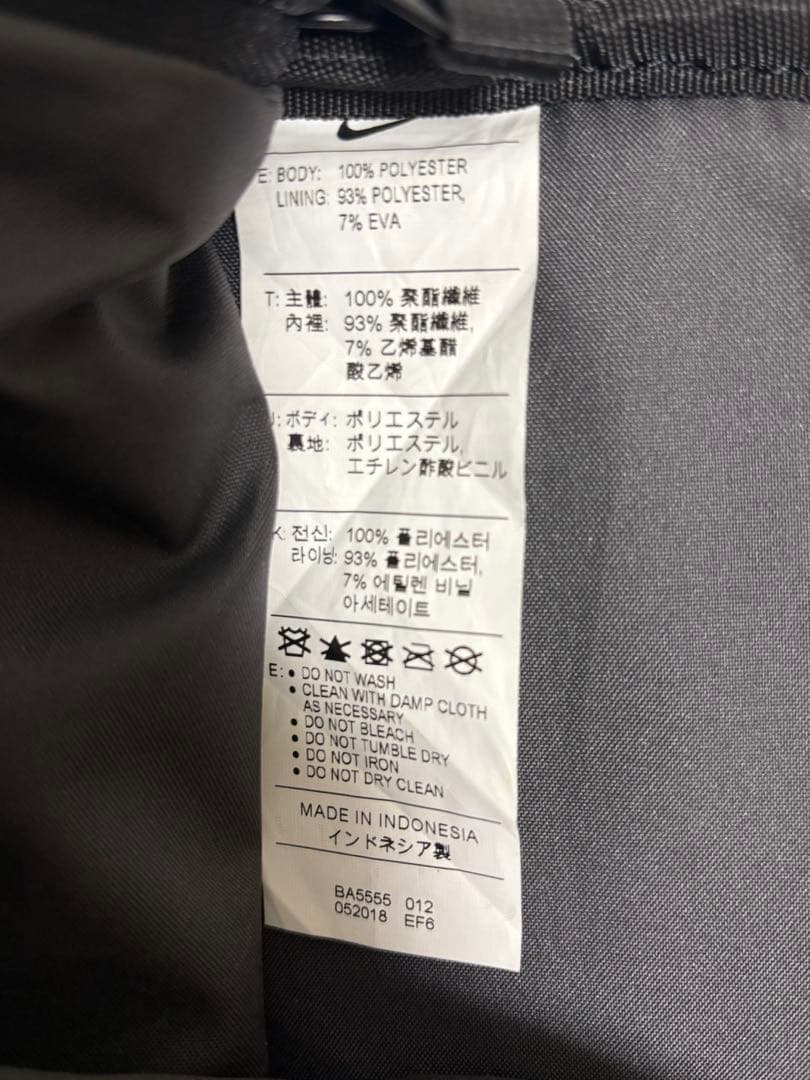 E: BODY: 100% POLYESTER
LINING: 93% POLYESTER,
7% EVA
T: 主體: 100% 聚酯纖維
內裡: 93% 聚酯纖維,
7% 乙烯基醋
酸乙烯
J: ボディ: ポリエステル
裏地: ポリエステル,
エチレン酢酸ビニル
K: 전신: 100% 폴리에스터
라이닝: 93% 폴리에스터,
7% 에틸렌 비닐
아세테이트
E: • DO NOT WASH
• CLEAN WITH DAMP CLOTH
AS NECESSARY
• DO NOT BLEACH
• DO NOT TUMBLE DRY
• DO NOT IRON
• DO NOT DRY CLEAN
MADE IN INDONESIA
インドネシア製
BA5555 012
052018 EF6